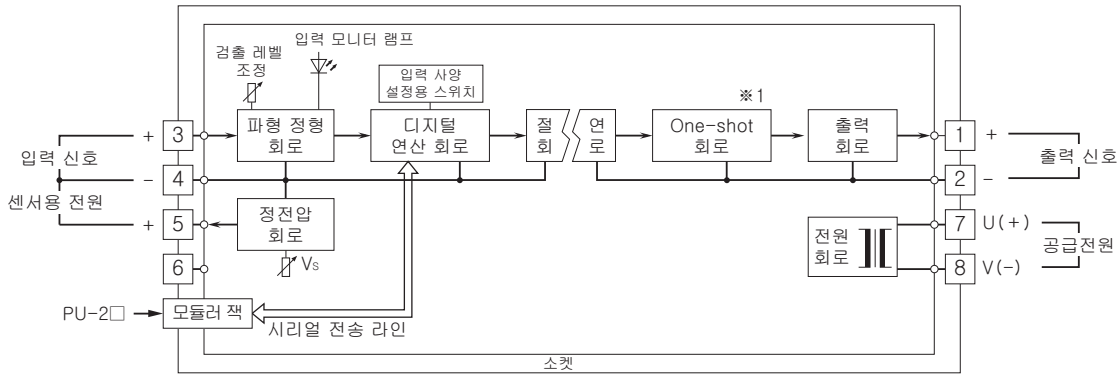 검출 레벨
조정
입력 모니터 램프
입력 사양
설정용 스위치
※1
파형 정형
회로
디지털
연산 회로
절 연
회 로
One-shot
회로
출력
회로
+ 3
입력 신호
- 4
센서용 전원
+ 5
6
정전압
회로
Vs
1 +
출력 신호
2 -
전원
회로
7 U(+)
공급전원
8 V(-)
PU-2□
모듈러 잭
시리얼 전송 라인
소켓